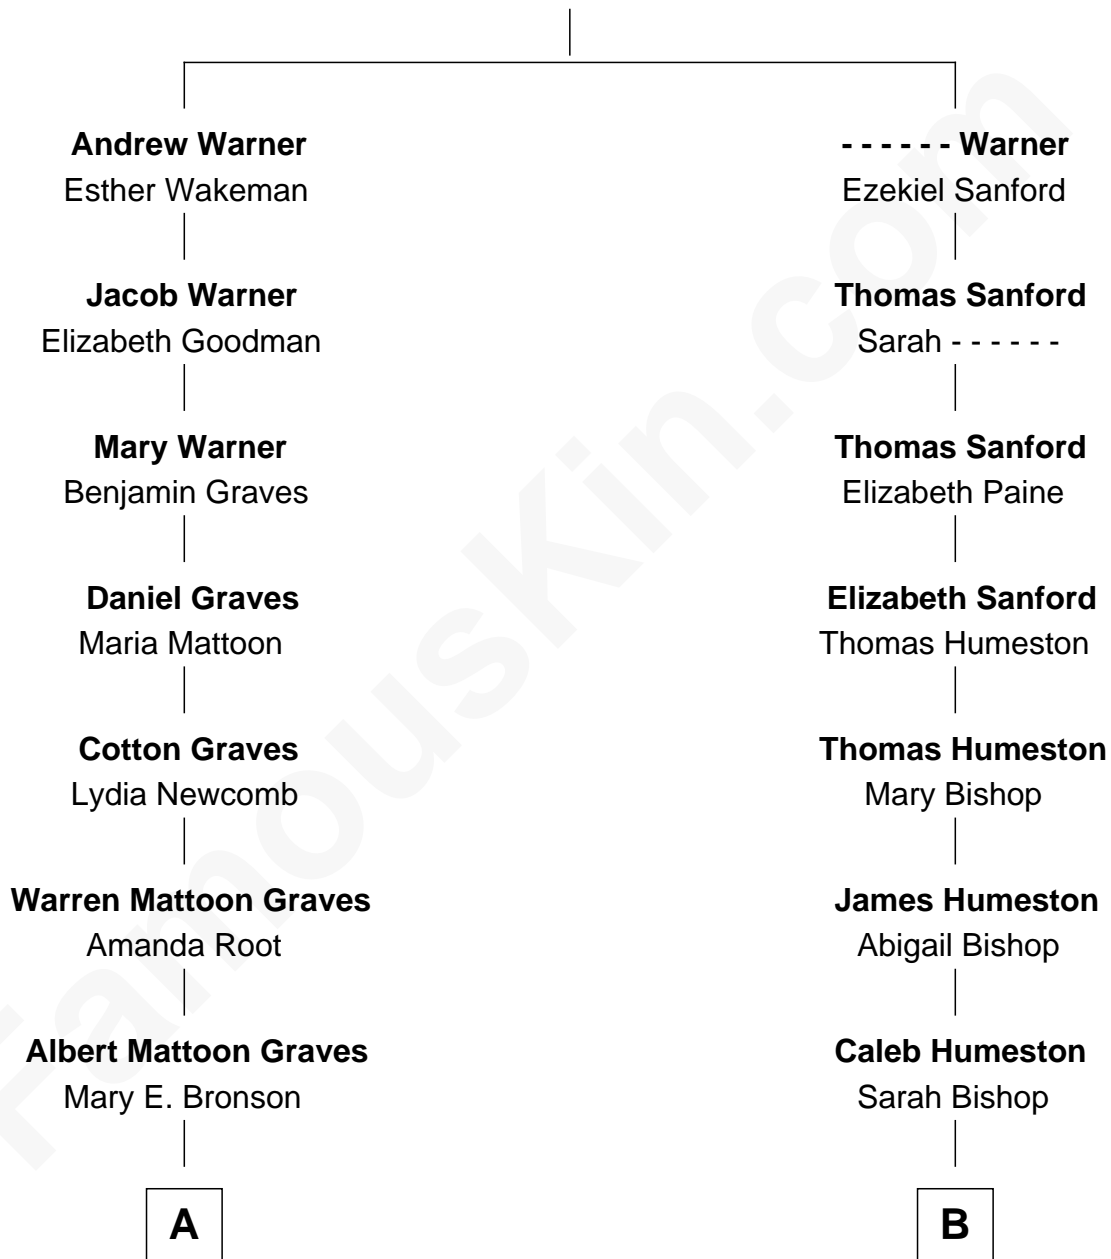 Andrew Warner
Esther Wakeman
Jacob Warner
Elizabeth Goodman
Mary Warner
Benjamin Graves
Daniel Graves
Maria Mattoon
Cotton Graves
Lydia Newcomb
Warren Mattoon Graves
Amanda Root
Albert Mattoon Graves
Mary E. Bronson
A
- - - - - - Warner
Ezekiel Sanford
Thomas Sanford
Sarah - - - - - -
Thomas Sanford
Elizabeth Paine
Elizabeth Sanford
Thomas Humeston
Thomas Humeston
Mary Bishop
James Humeston
Abigail Bishop
Caleb Humeston
Sarah Bishop
B
FamousKin.com